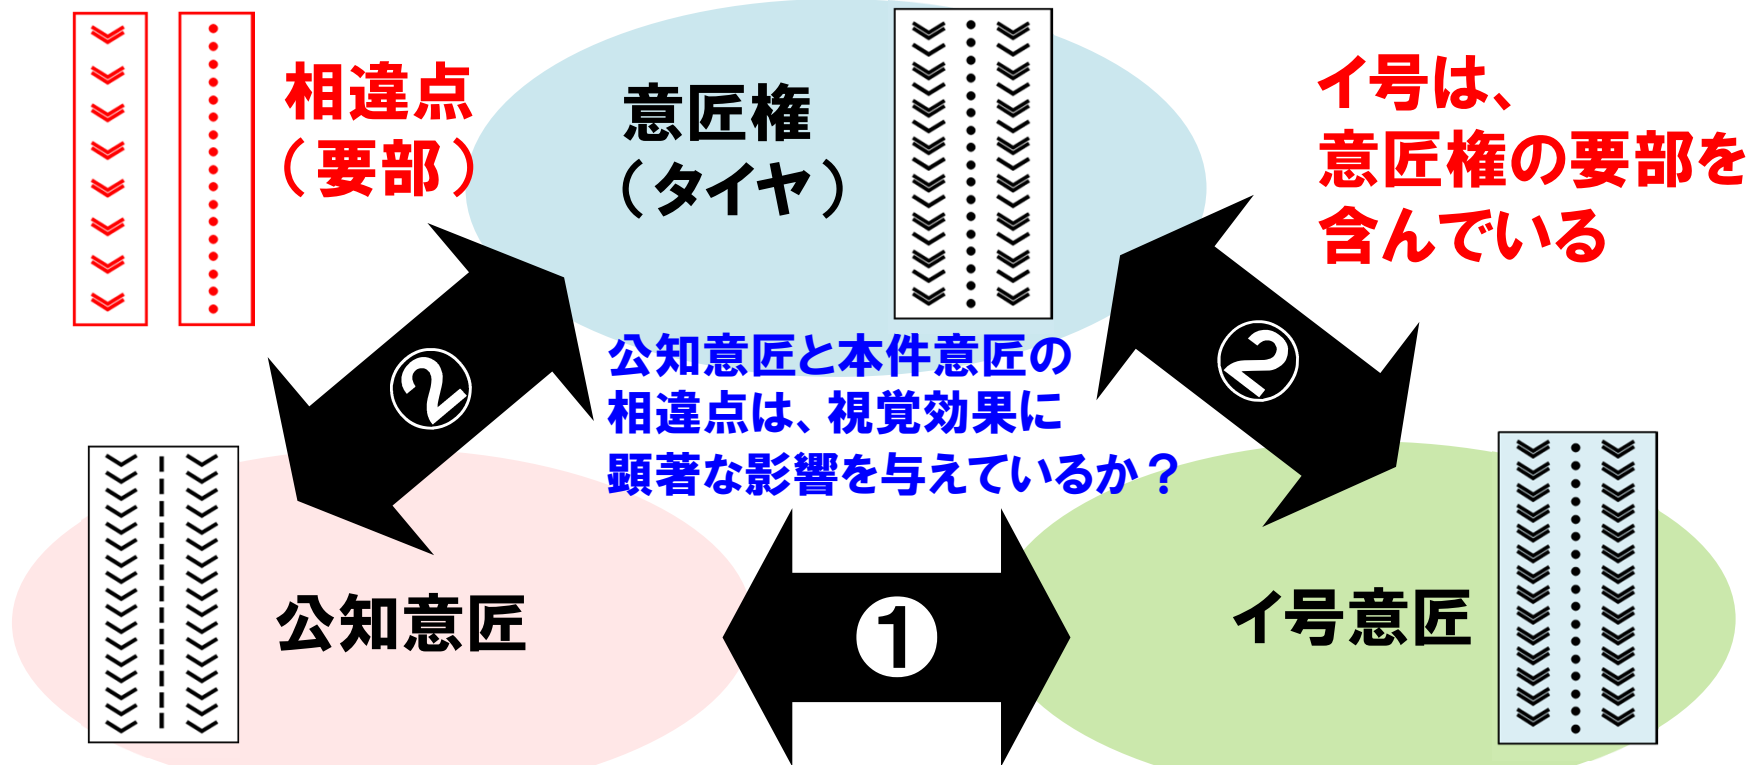 相違点
（要部）
意匠権
（タイヤ）
イ号は、
意匠権の要部を
含んでいる
②
②
公知意匠と本件意匠の
相違点は、視覚効果に
顕著な影響を与えているか？
公知意匠
①
イ号意匠